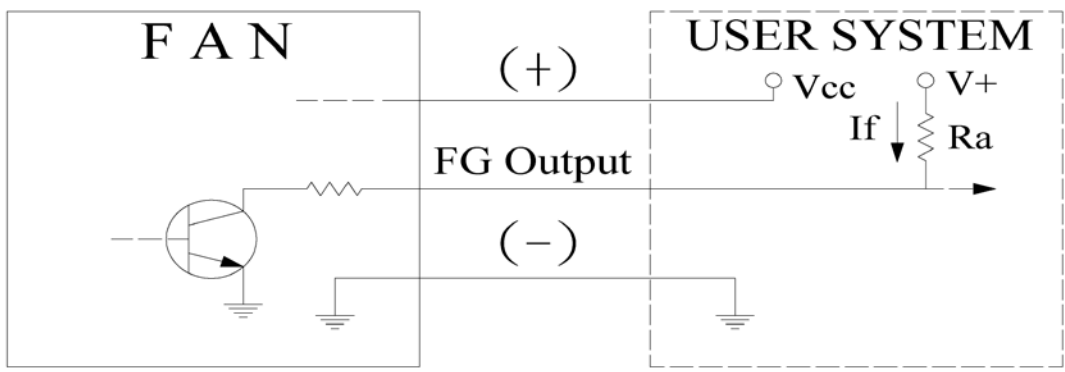 F A N
USER SYSTEM
(+)
Vcc
V+
If
Ra
FG Output
(−)